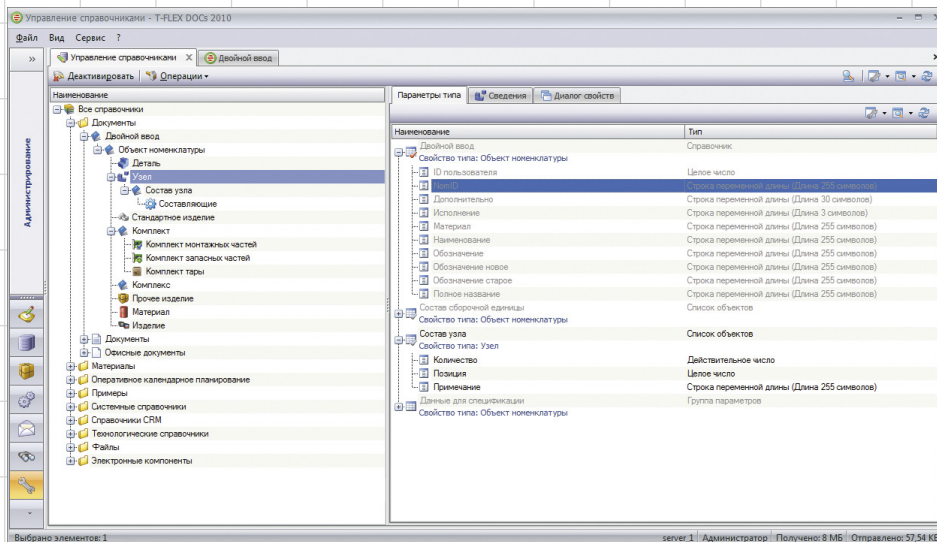 Управление справочниками - T-FLEX DOCs 2010
Файл Вид Сервис ?
» Управление справочниками X Двойной ввод
Деактивировать Операции
Администрирование
Наименование
Все справочники
Документы
Двойной ввод
Объект номенклатуры
Деталь
Узел
Состав узла
Составляющие
Стандартное изделие
Комплект
Комплект монтажных частей
Комплект запасных частей
Комплект тары
Комплекс
Прочее изделие
Материал
Изделие
Документы
Офисные документы
Материалы
Оперативное календарное планирование
Примеры
Системные справочники
Справочники CRM
Технологические справочники
Файлы
Электронные компоненты
Параметры типа Сведения Диалог свойств
Наименование Тип
Двойной ввод Справочник
Свойство типа: Объект номенклатуры
ID пользователя Целое число
NomID Строка переменной длины (Длина 255 символов)
Дополнительно Строка переменной длины (Длина 30 символов)
Исполнение Строка переменной длины (Длина 3 символов)
Материал Строка переменной длины (Длина 255 символов)
Наименование Строка переменной длины (Длина 255 символов)
Обозначение Строка переменной длины (Длина 255 символов)
Обозначение новое Строка переменной длины (Длина 255 символов)
Обозначение старое Строка переменной длины (Длина 255 символов)
Полное название Строка переменной длины (Длина 255 символов)
Состав сборочной единицы Список объектов
Свойство типа: Объект номенклатуры
Состав узла Список объектов
Свойство типа: Узел
Количество Действительное число
Позиция Целое число
Примечание Строка переменной длины (Длина 255 символов)
Данные для спецификации Группа параметров
Свойство типа: Объект номенклатуры
Выбрано элементов: 1 server_1 Администратор Получено: 8 МБ Отправлено: 57,54 КБ